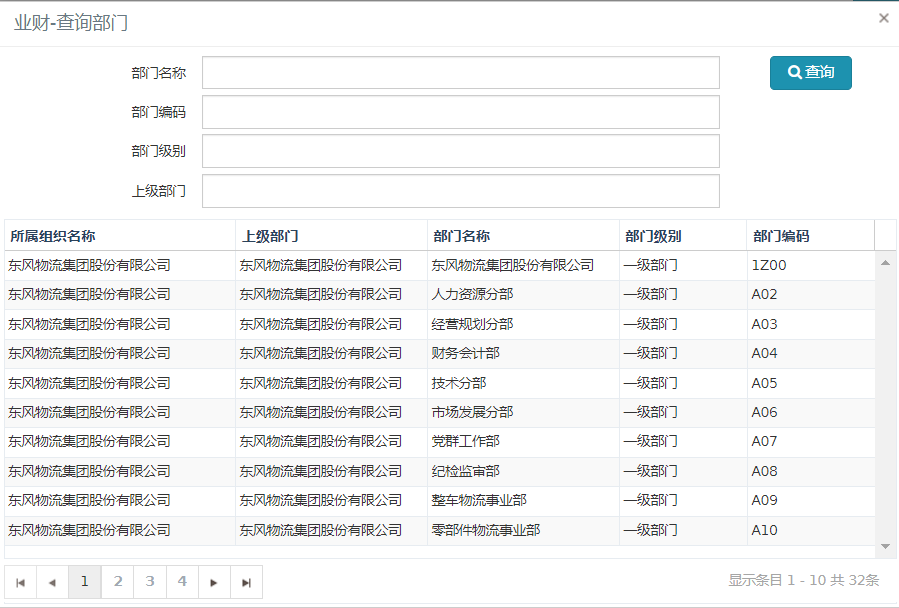 业财-查询部门
×
部门名称
查询
部门编码
部门级别
上级部门
所属组织名称 上级部门 部门名称 部门级别 部门编码
东风物流集团股份有限公司 东风物流集团股份有限公司 东风物流集团股份有限公司 一级部门 1Z00
东风物流集团股份有限公司 东风物流集团股份有限公司 人力资源分部 一级部门 A02
东风物流集团股份有限公司 东风物流集团股份有限公司 经营规划分部 一级部门 A03
东风物流集团股份有限公司 东风物流集团股份有限公司 财务会计部 一级部门 A04
东风物流集团股份有限公司 东风物流集团股份有限公司 技术分部 一级部门 A05
东风物流集团股份有限公司 东风物流集团股份有限公司 市场发展分部 一级部门 A06
东风物流集团股份有限公司 东风物流集团股份有限公司 党群工作部 一级部门 A07
东风物流集团股份有限公司 东风物流集团股份有限公司 纪检监审部 一级部门 A08
东风物流集团股份有限公司 东风物流集团股份有限公司 整车物流事业部 一级部门 A09
东风物流集团股份有限公司 东风物流集团股份有限公司 零部件物流事业部 一级部门 A10
1 2 3 4 显示条目 1 - 10 共 32条